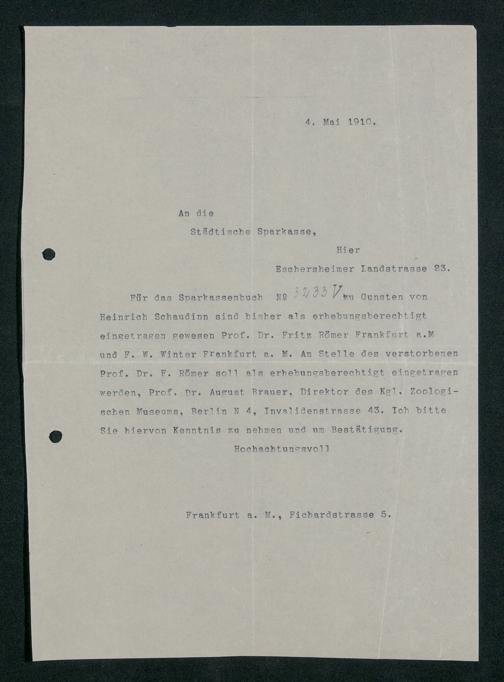 4. Mai 1910.
An die
Städtische Sparkasse,
Hier
Eschersheimer Landstrasse 23.
Für das Sparkassenbuch № 3233 V zu Gunsten von
Heinrich Schaudinn sind bisher als erhebungsberechtigt
eingetragen gewesen Prof. Dr. Fritz Römer Frankfurt a.M
und F. W. Winter Frankfurt a. M. An Stelle des verstorbenen
Prof. Dr. F. Römer soll als erhebungsberechtigt eingetragen
werden, Prof. Dr. August Brauer, Direktor des Kgl. Zoologi-
schen Museums, Berlin N 4, Invalidenstrasse 43. Ich bitte
Sie hiervon Kenntnis zu nehmen und um Bestätigung.
Hochachtungsvoll
Frankfurt a. M., Fichardstrasse 5.